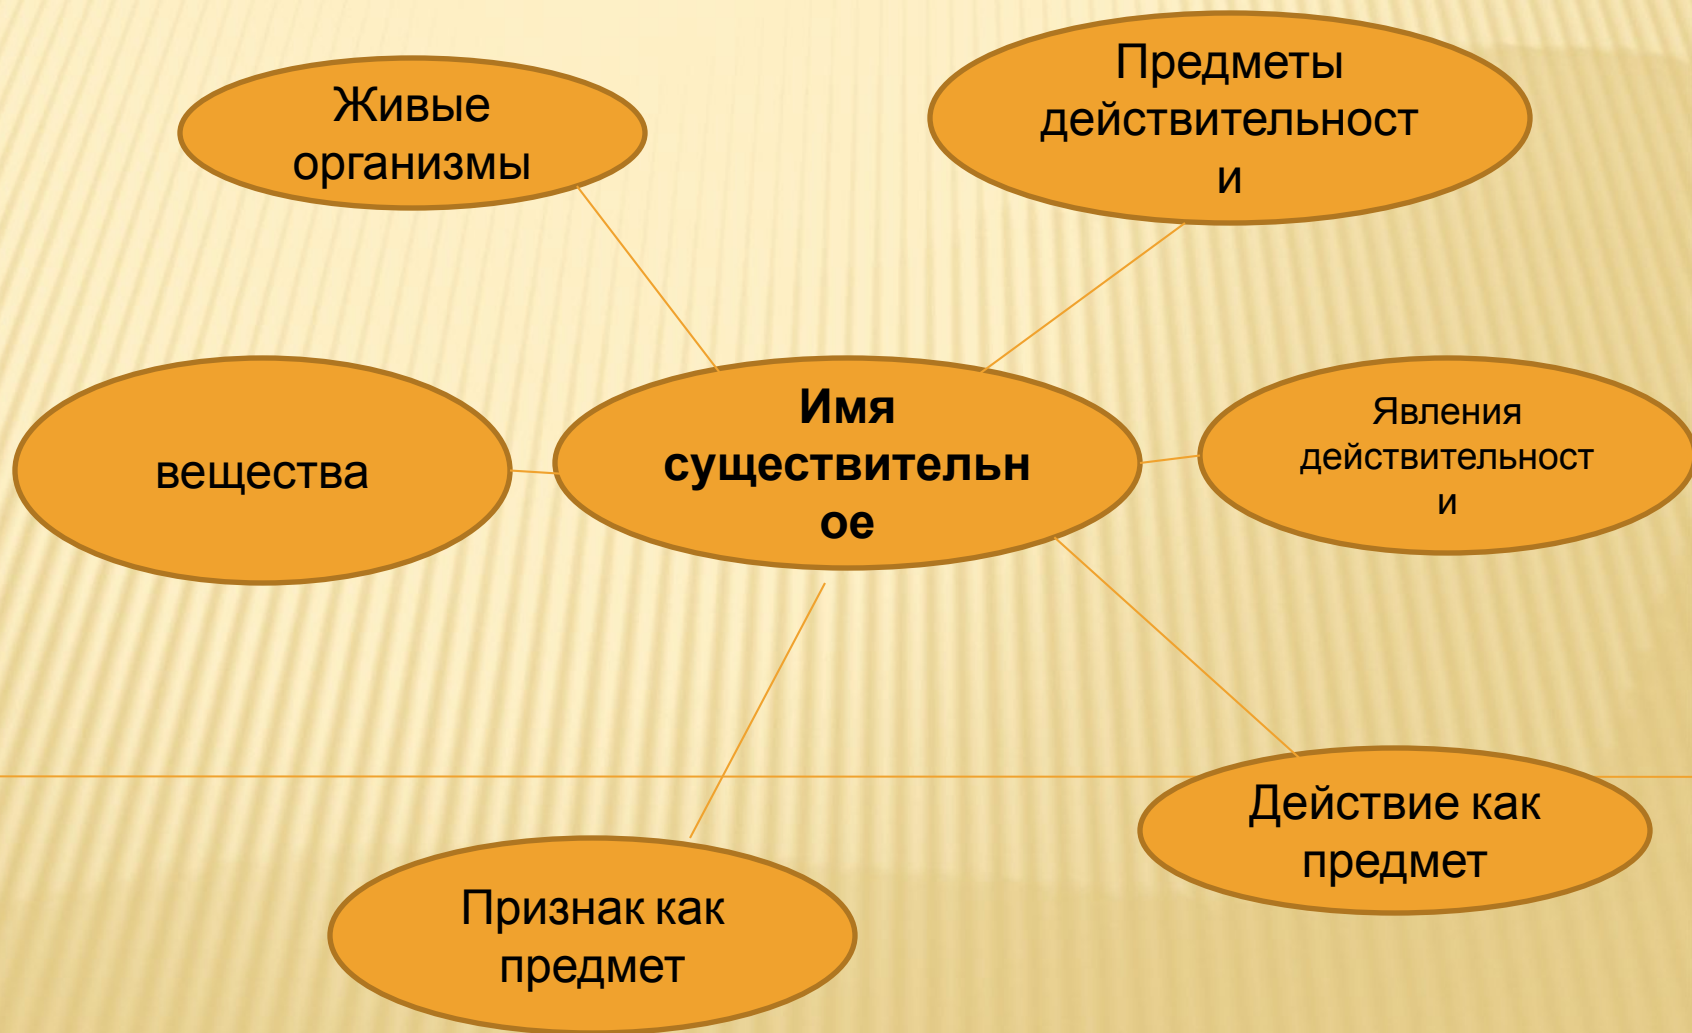 Живые
организмы
Предметы
действительност
и
вещества
Имя
существительн
ое
Явления
действительност
и
Признак как
предмет
Действие как
предмет